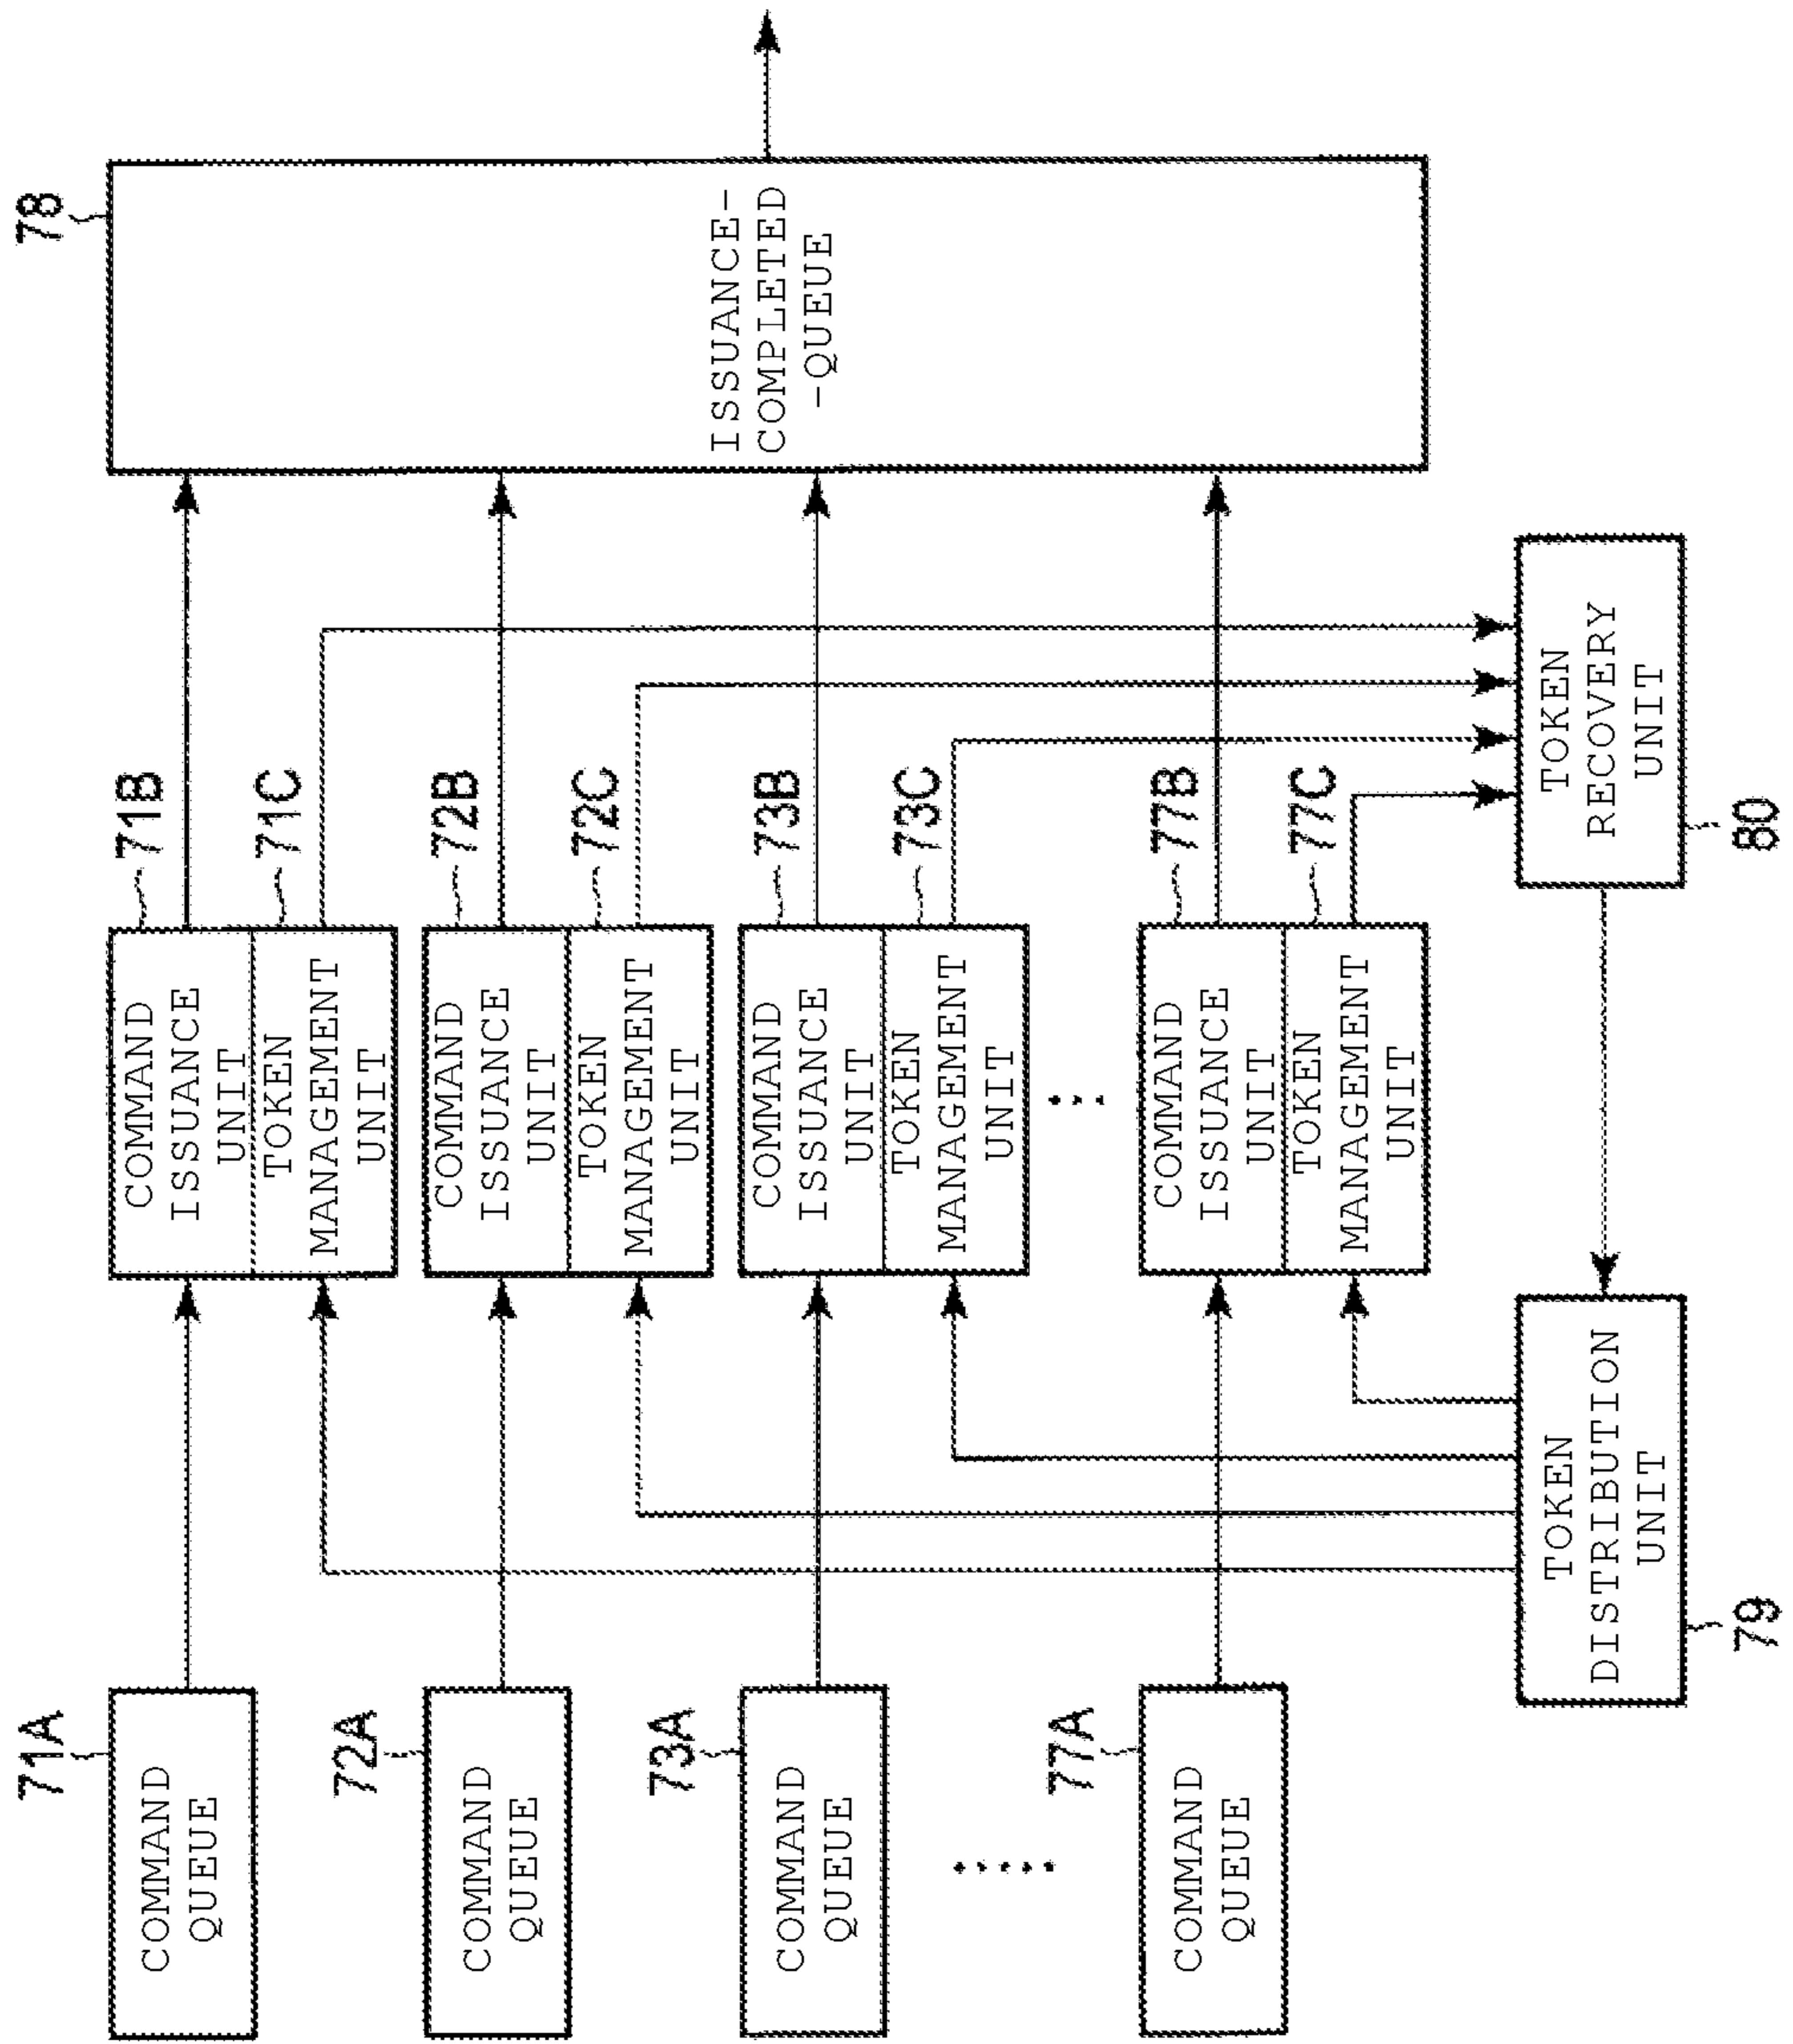 71A
COMMAND
QUEUE
72A
COMMAND
QUEUE
73A
COMMAND
QUEUE
77A
COMMAND
QUEUE
71B
COMMAND
ISSUANCE
UNIT
71C
TOKEN
MANAGEMENT
UNIT
72B
COMMAND
ISSUANCE
UNIT
72C
TOKEN
MANAGEMENT
UNIT
73B
COMMAND
ISSUANCE
UNIT
73C
TOKEN
MANAGEMENT
UNIT
77B
COMMAND
ISSUANCE
UNIT
77C
TOKEN
MANAGEMENT
UNIT
78
ISSUANCE-
COMPLETED
-QUEUE
TOKEN
DISTRIBUTION
UNIT
79
TOKEN
RECOVERY
UNIT
80